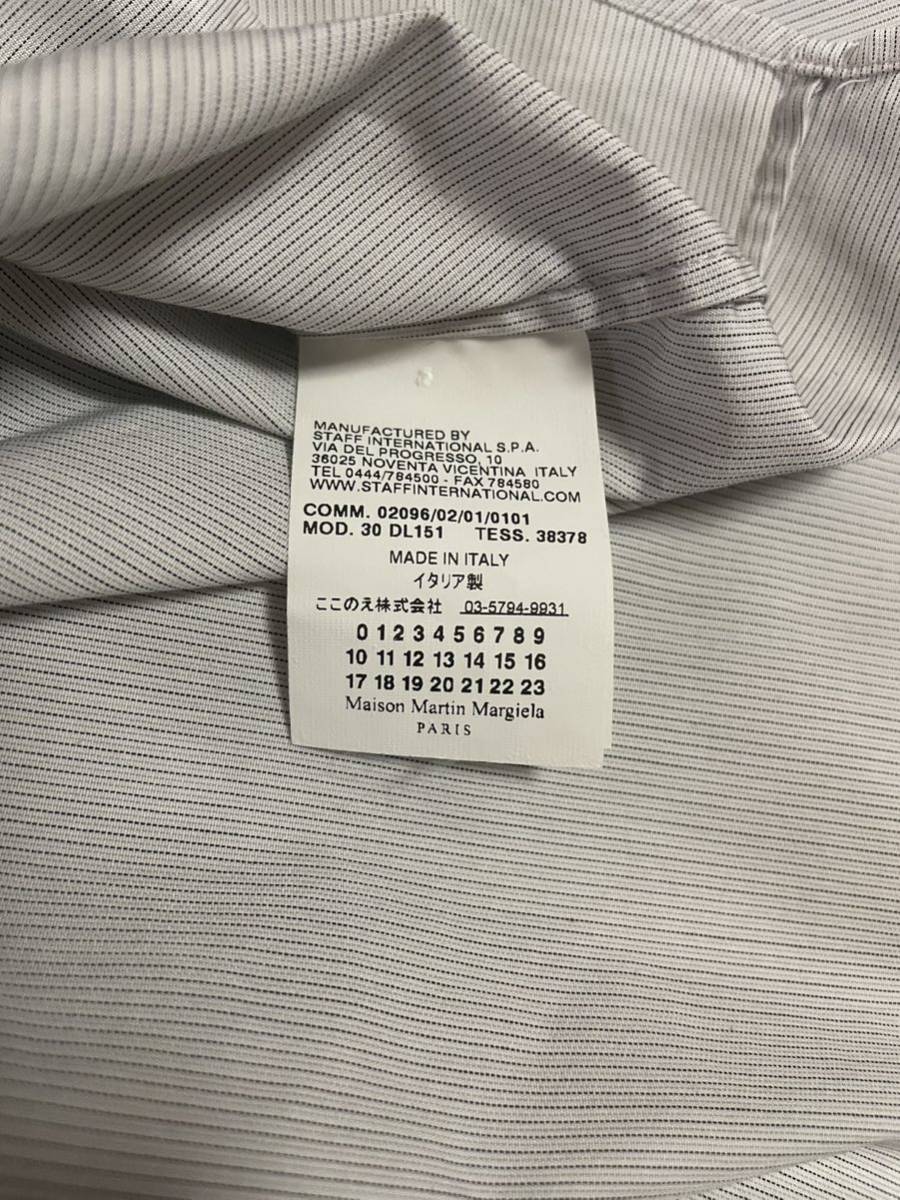 MANUFACTURED BY
STAFF INTERNATIONAL S.P.A.
VIA DEL PROGRESSO, 10
36025 NOVENTA VICENTINA ITALY
TEL 0444/784500 - FAX 784580
WWW.STAFFINTERNATIONAL.COM
COMM. 02096/02/01/0101
MOD. 30 DL151 TESS. 38378
MADE IN ITALY
イタリア製
ここのえ株式会社 03-5794-9931
0 1 2 3 4 5 6 7 8 9
10 11 12 13 14 15 16
17 18 19 20 21 22 23
Maison Martin Margiela
PARIS